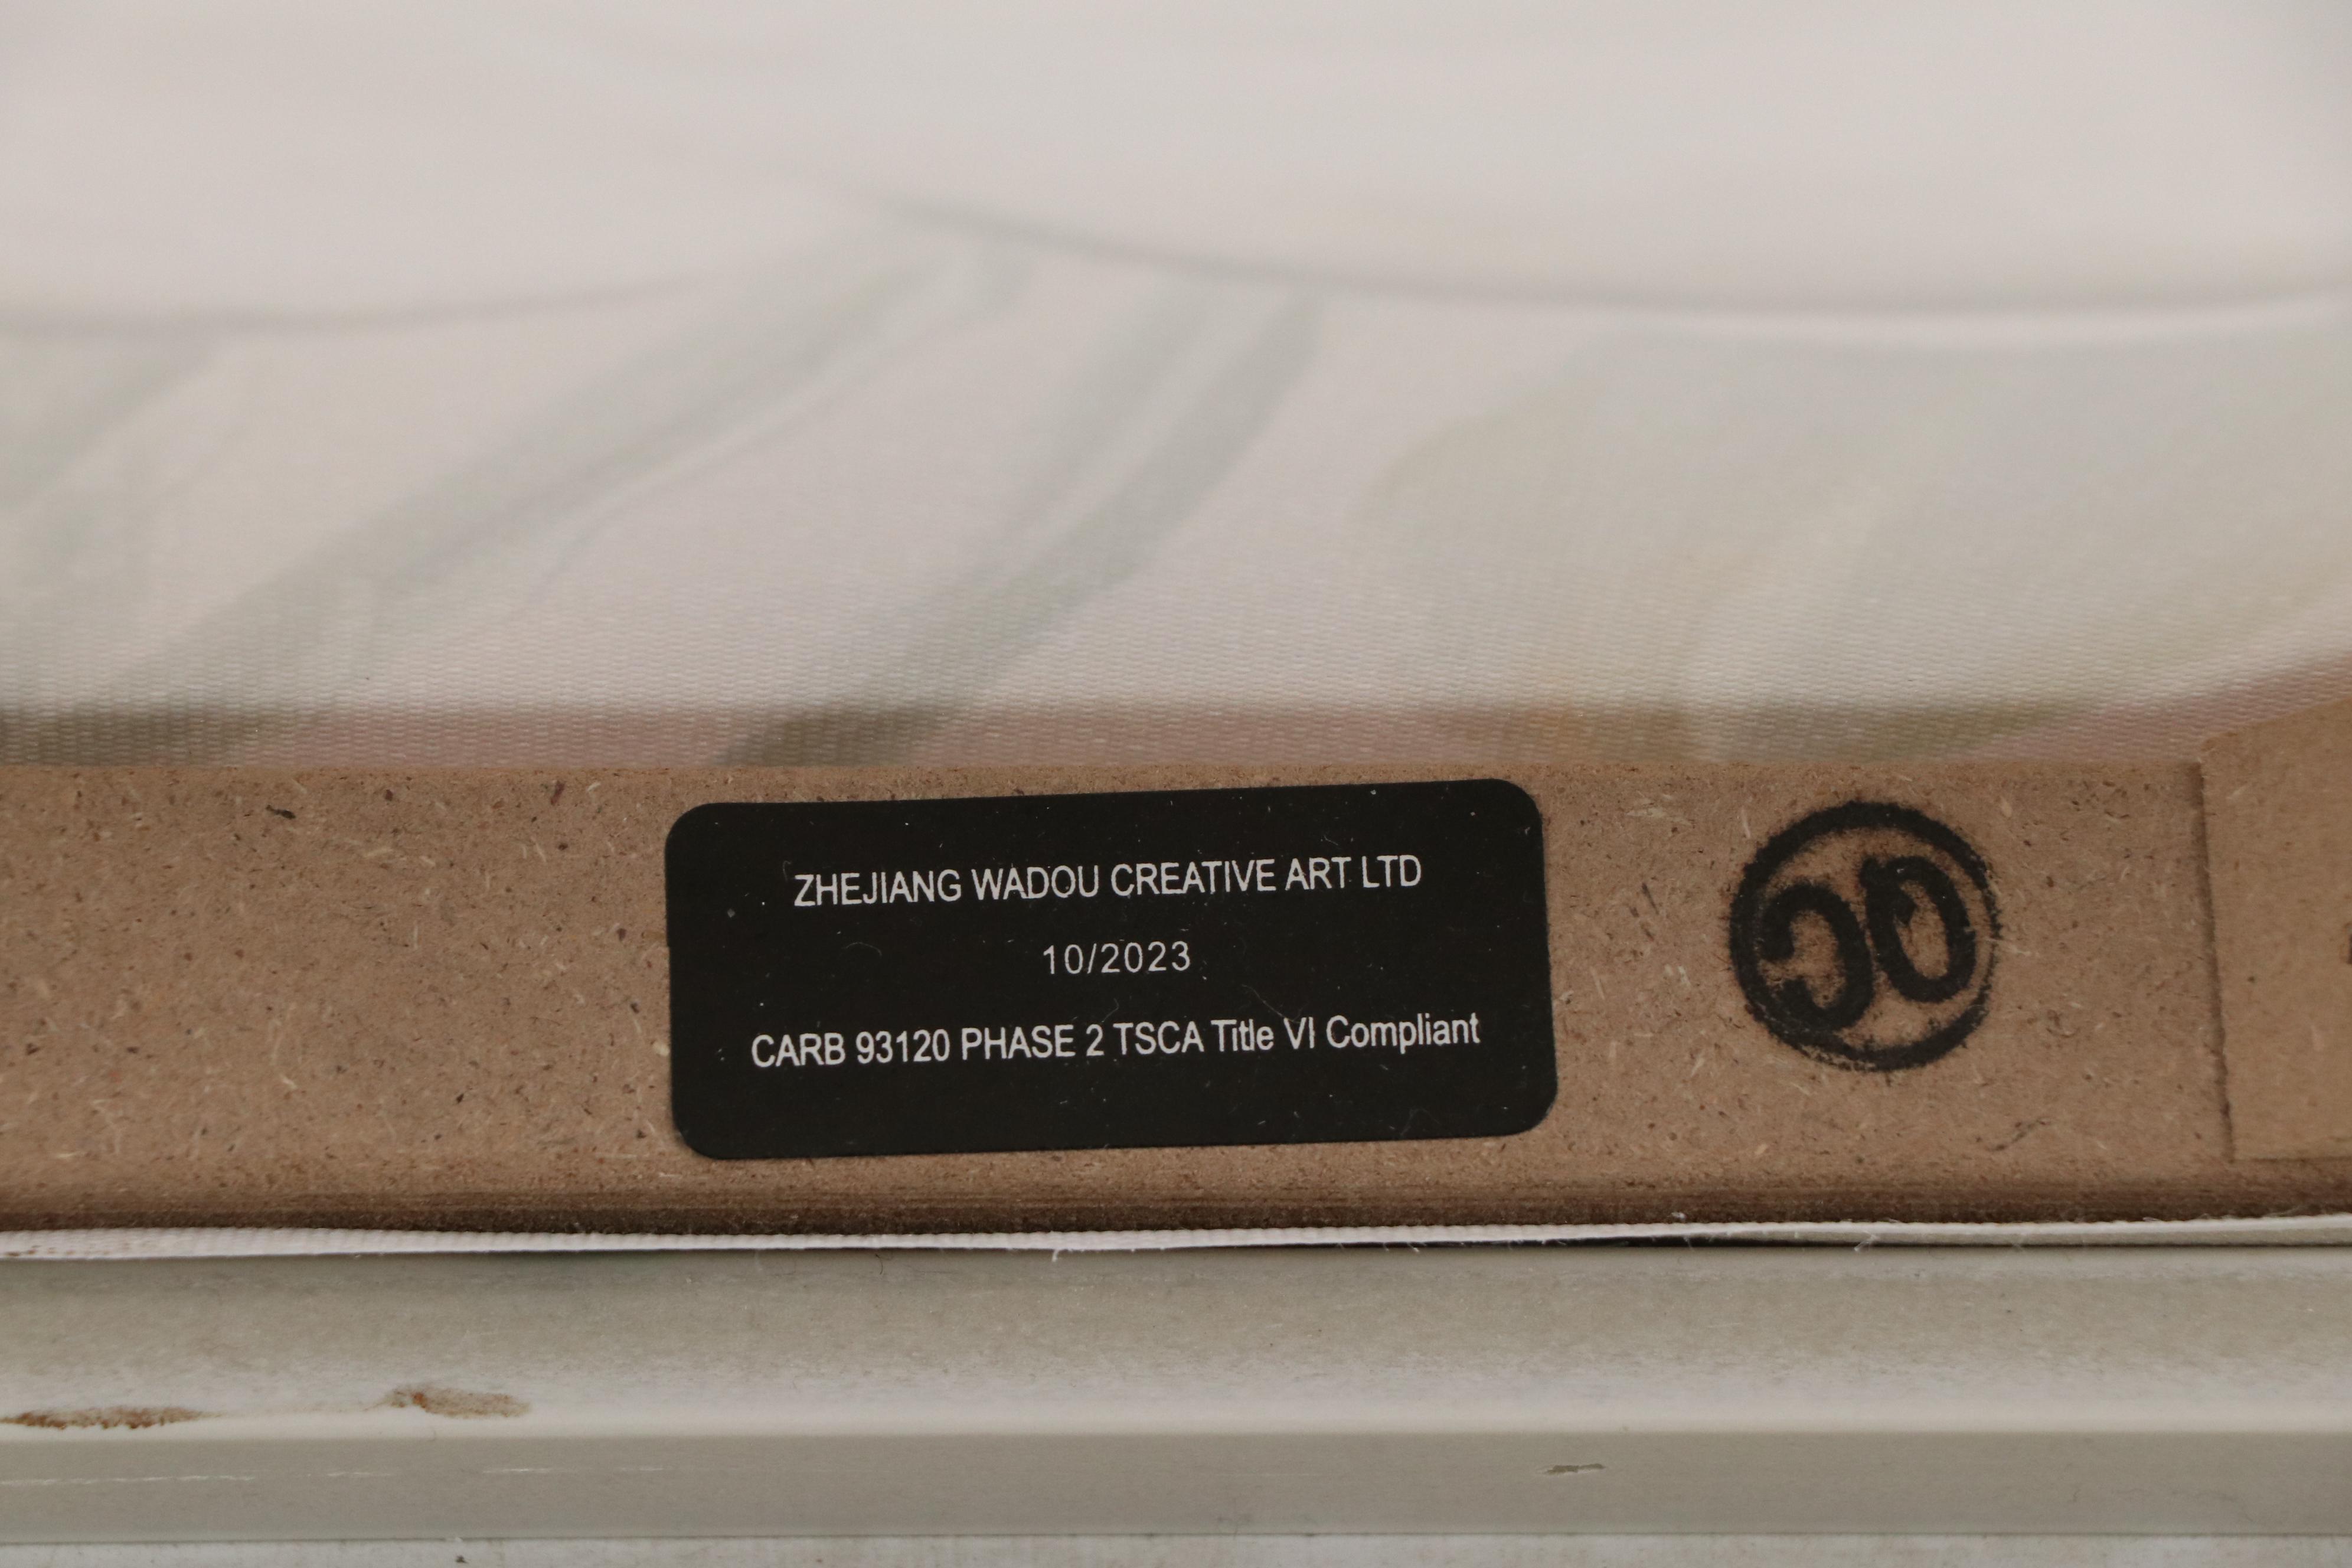 ZHEJIANG WADOU CREATIVE ART LTD
10/2023
CARB 93120 PHASE 2 TSCA Title VI Compliant
QC